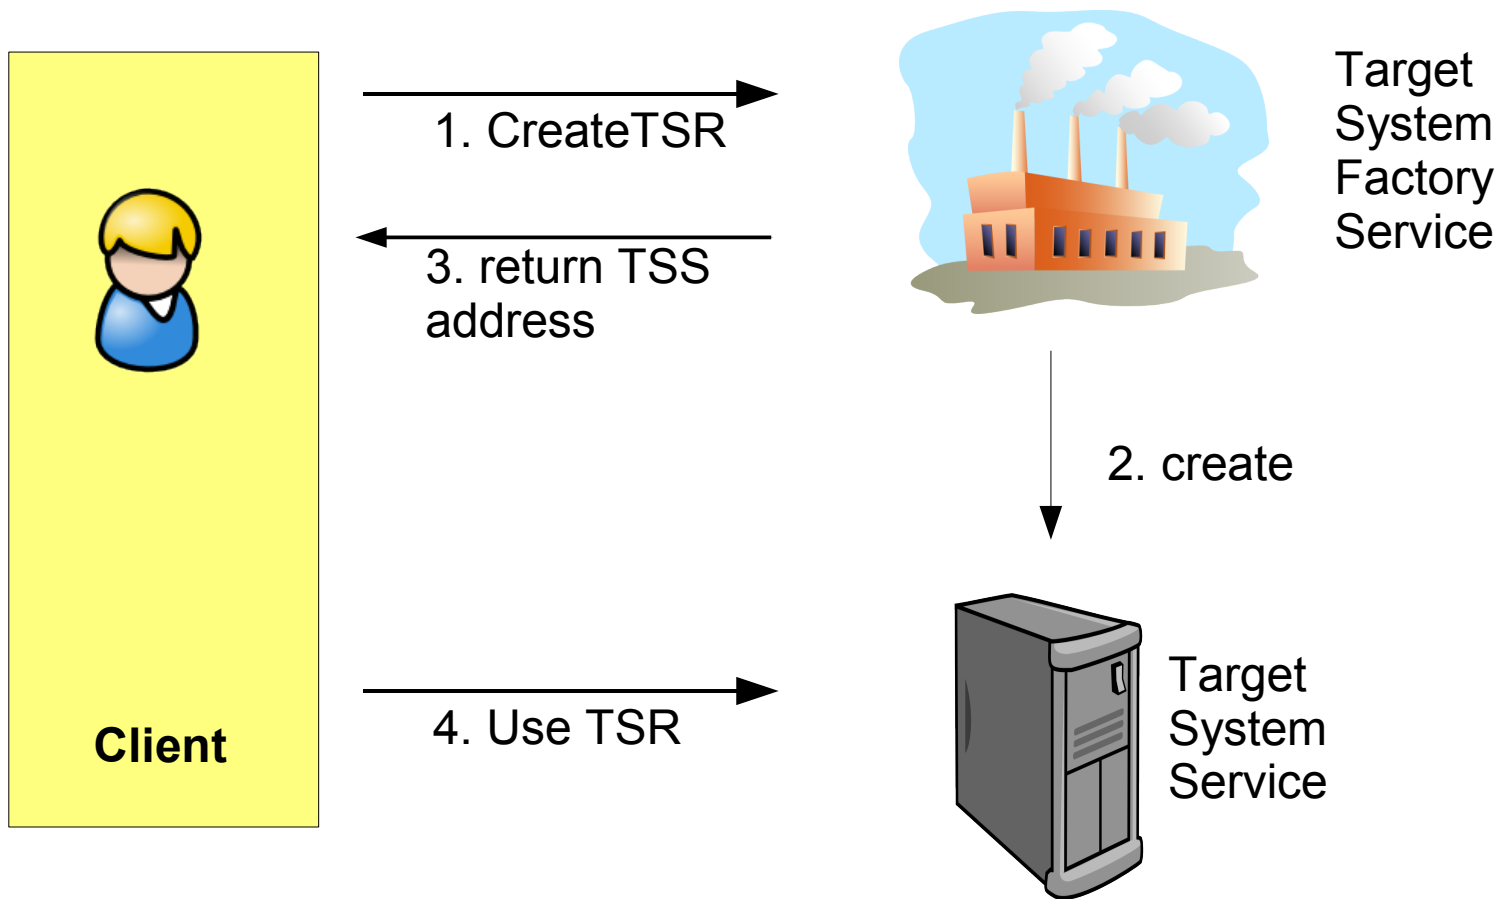 1. CreateTSR
Target
System
Factory
Service
3. return TSS
address
2. create
4. Use TSR
Target
System
Service
Client